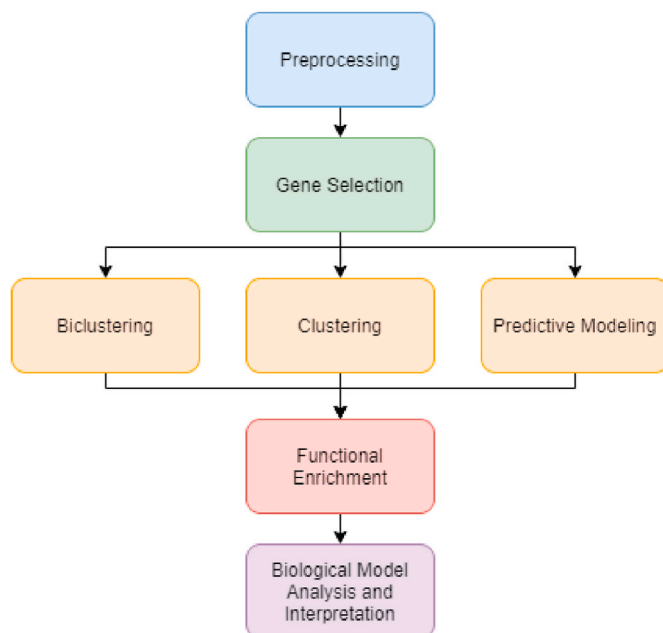 Preprocessing
Gene Selection
Biclustering
Clustering
Predictive Modeling
Functional
Enrichment
Biological Model
Analysis and
Interpretation